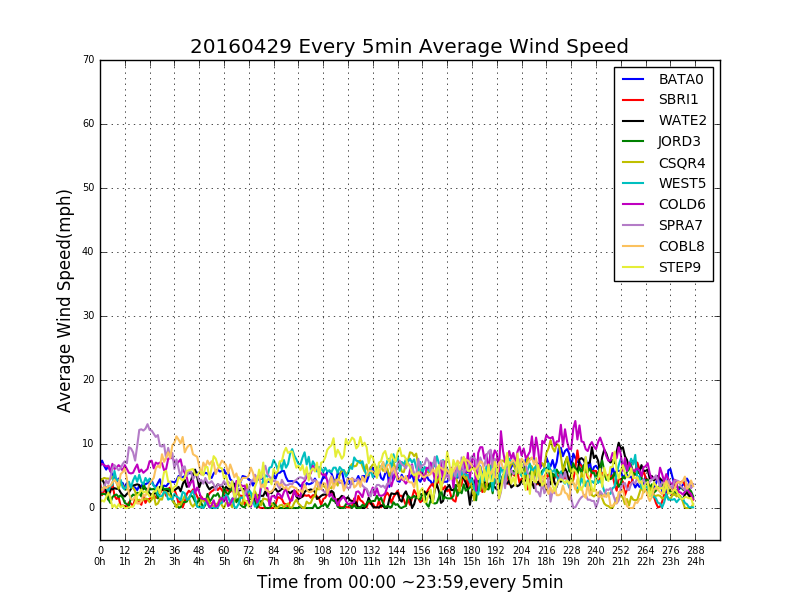 20160429 Every 5min Average Wind Speed
70
60
50
40
30
20
10
0
Average Wind Speed(mph)
BATA0
SBRI1
WATE2
JORD3
CSQR4
WEST5
COLD6
SPRA7
COBL8
STEP9
0 12 24 36 48 60 72 84 96 108 120 132 144 156 168 180 192 204 216 228 240 252 264 276 288
0h 1h 2h 3h 4h 5h 6h 7h 8h 9h 10h 11h 12h 13h 14h 15h 16h 17h 18h 19h 20h 21h 22h 23h 24h
Time from 00:00 ~23:59,every 5min